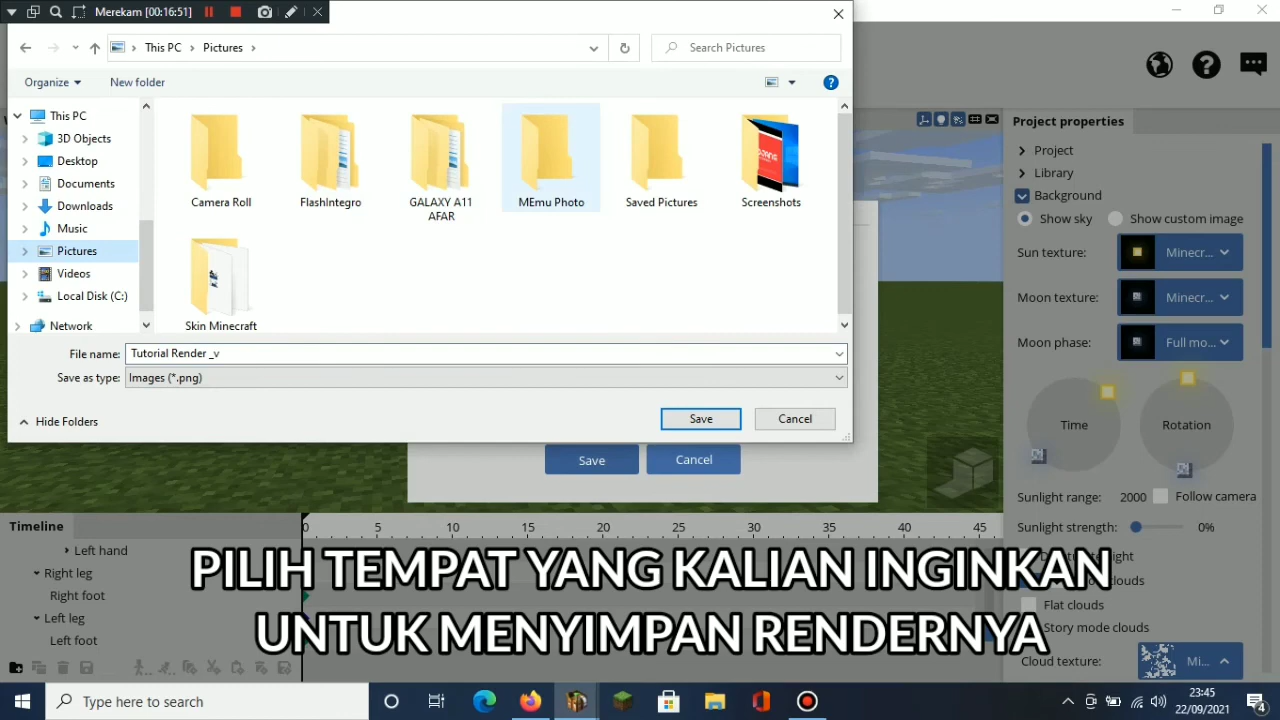 Merekam 00:16:51
This PC
Pictures
Search Pictures
Organize
New folder
This PC
3D Objects
Desktop
Documents
Downloads
Music
Pictures
Videos
Local Disk (C:)
Network
Camera Roll
FlashIntegro
GALAXY A11
AFAR
MEmu Photo
Saved Pictures
Screenshots
Skin Minecraft
File name: Tutorial Render _v
Save as type: Images (*.png)
Hide Folders
Save
Cancel
Save
Cancel
Project properties
Project
Library
Background
Show sky
Show custom image
Sun texture: Minecr...
Moon texture: Minecr...
Moon phase: Full mo...
Time
Rotation
Sunlight range: 2000
Follow camera
Sunlight strength: 0%
clouds
Flat clouds
Story mode clouds
Cloud texture: Mi...
Timeline
0 5 10 15 20 25 30 35 40 45
Left hand
Right leg
Right foot
Left leg
Left foot
PILIH TEMPAT YANG KALIAN INGINKAN
UNTUK MENYIMPAN RENDERNYA
Type here to search
23:45
22/09/2021
4